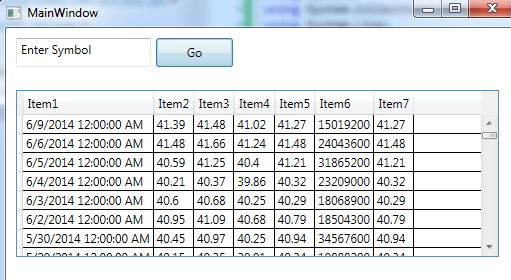 MainWindow
Enter Symbol
Go
Item1 Item2 Item3 Item4 Item5 Item6 Item7
6/9/2014 12:00:00 AM 41.39 41.48 41.02 41.27 15019200 41.27
6/6/2014 12:00:00 AM 41.48 41.66 41.24 41.48 24043600 41.48
6/5/2014 12:00:00 AM 40.59 41.25 40.4 41.21 31865200 41.21
6/4/2014 12:00:00 AM 40.21 40.37 39.86 40.32 23209000 40.32
6/3/2014 12:00:00 AM 40.6 40.68 40.25 40.29 18068900 40.29
6/2/2014 12:00:00 AM 40.95 41.09 40.68 40.79 18504300 40.79
5/30/2014 12:00:00 AM 40.45 40.97 40.25 40.94 34567600 40.94